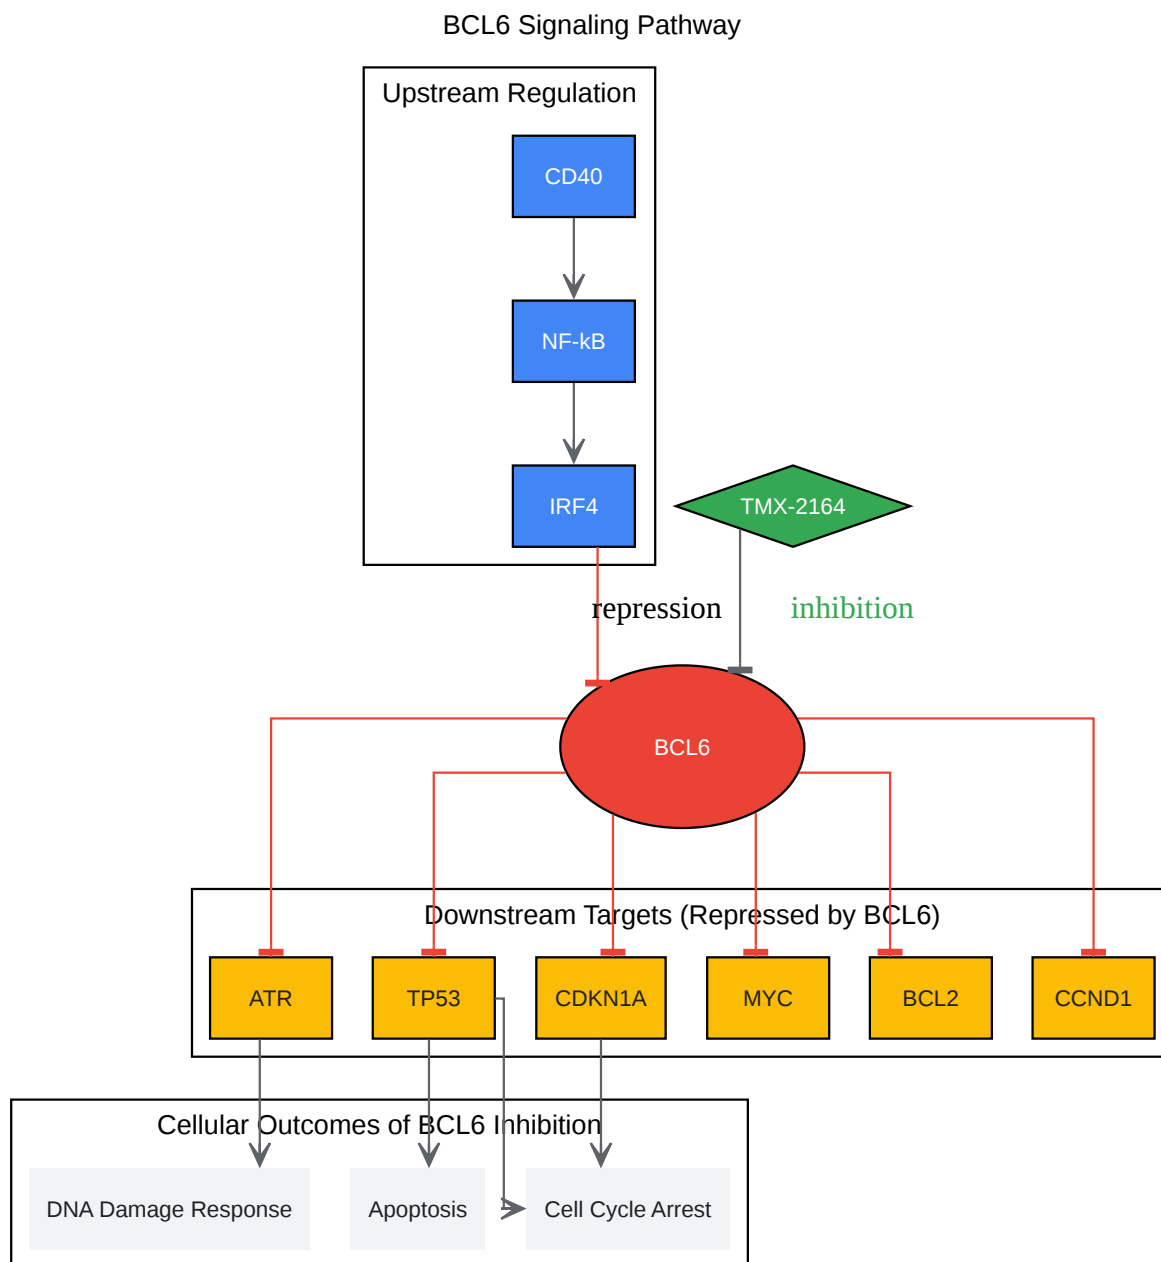 BCL6 Signaling Pathway
Upstream Regulation
CD40
NF-kB
IRF4
TMX-2164
repression
inhibition
BCL6
Downstream Targets (Repressed by BCL6)
ATR
TP53
CDKN1A
MYC
BCL2
CCND1
Cellular Outcomes of BCL6 Inhibition
DNA Damage Response
Apoptosis
Cell Cycle Arrest